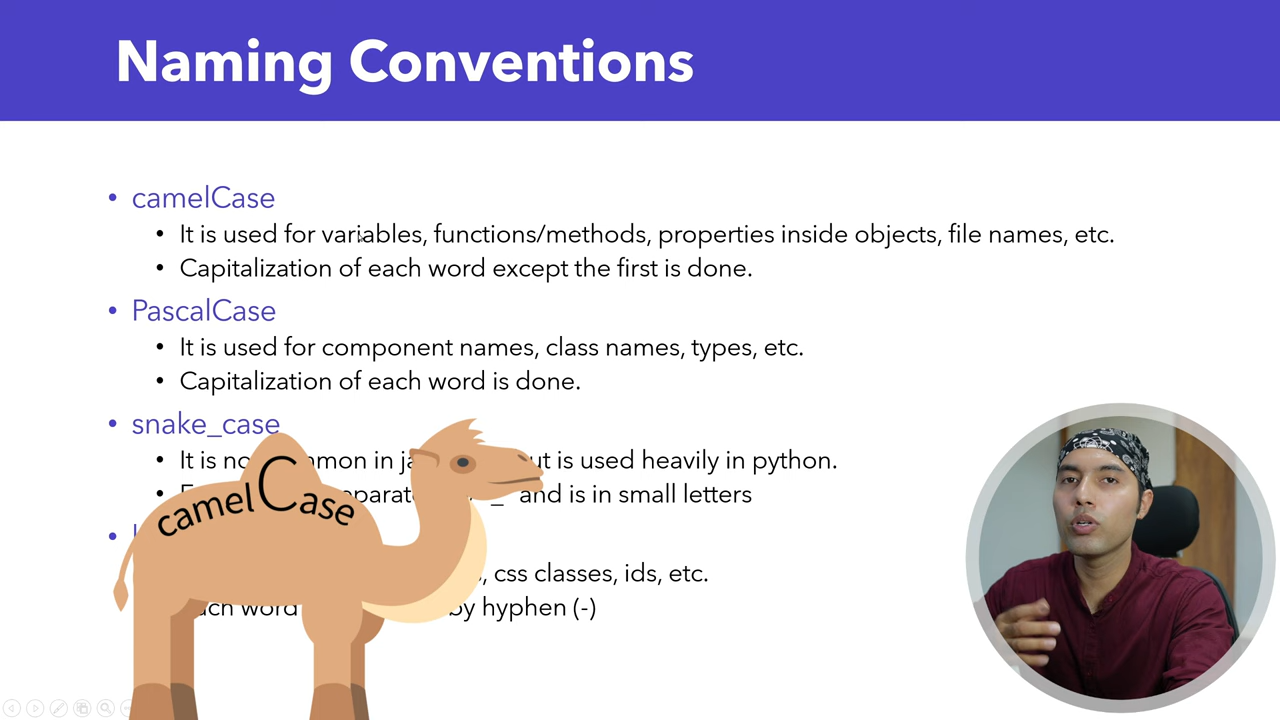 Naming Conventions
• camelCase
• It is used for variables, functions/methods, properties inside objects, file names, etc.
• Capitalization of each word except the first is done.
• PascalCase
• It is used for component names, class names, types, etc.
• Capitalization of each word is done.
• snake_case
• It is no mmon in ja ut is used heavily in python.
• parat _ and is in small letters
camelCase
•
, css classes, ids, etc.
ach word by hyphen (-)